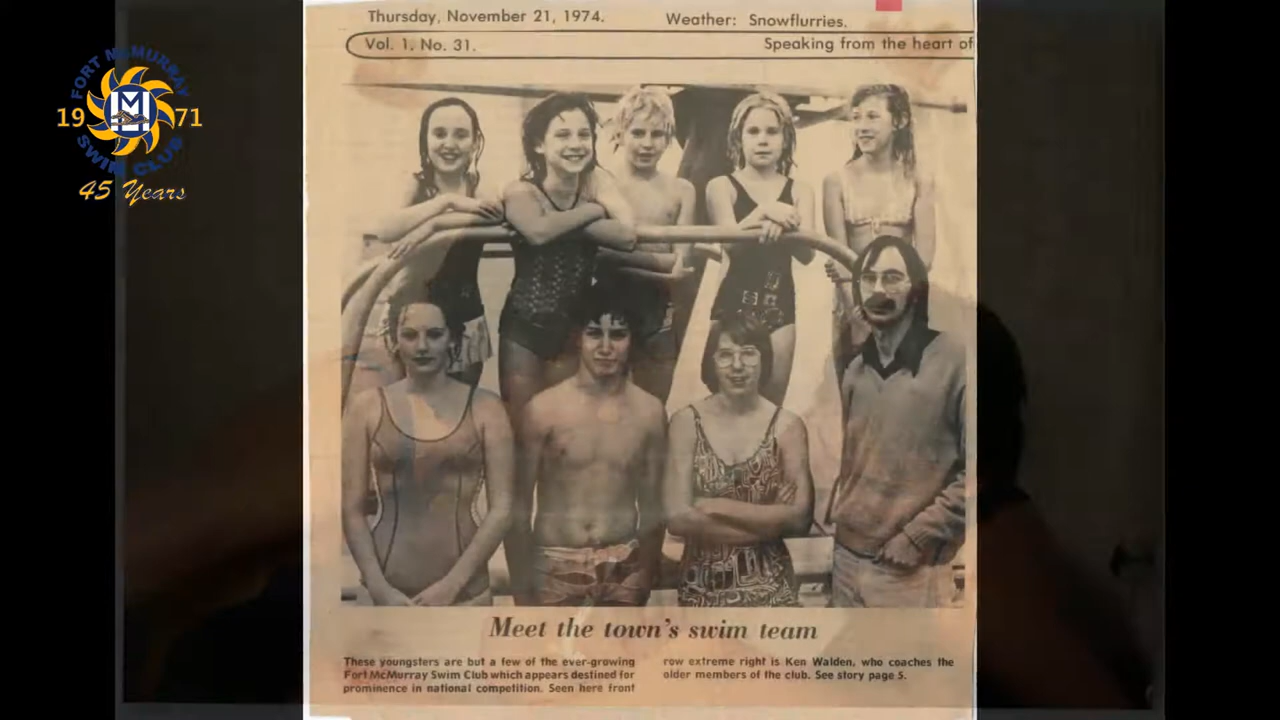 FORT McMURRAY
19 71
SWIM CLUB
45 Years
Thursday, November 21, 1974. Weather: Snowflurries.
Vol. 1, No. 31. Speaking from the heart of
Meet the town's swim team
These youngsters are but a few of the ever-growing
Fort McMurray Swim Club which appears destined for
prominence in national competition. Seen here front
row extreme right is Ken Walden, who coaches the
older members of the club. See story page 5.